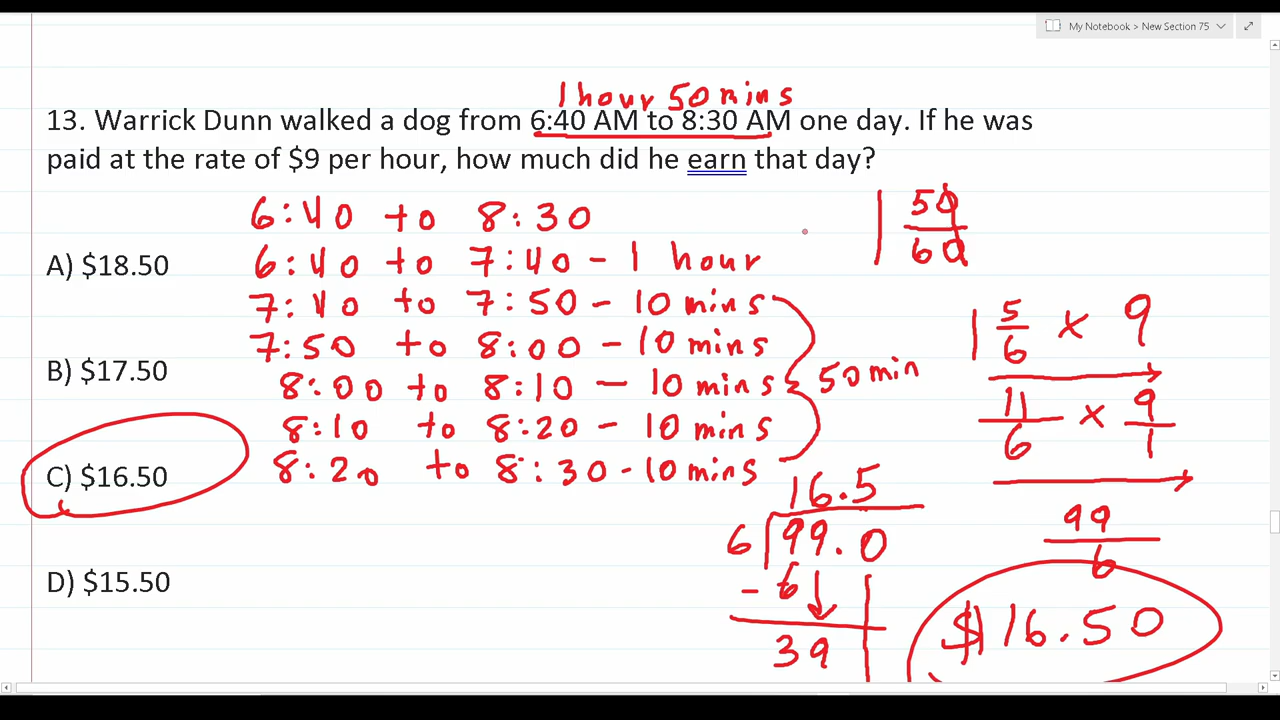 My Notebook > New Section 75
1 hour 50 mins
13. Warrick Dunn walked a dog from 6:40 AM to 8:30 AM one day. If he was
paid at the rate of $9 per hour, how much did he earn that day?
6:40 to 8:30
1 50/60
A) $18.50
6:40 to 7:40 - 1 hour
7:40 to 7:50 - 10 mins
1 5/6 x 9
7:50 to 8:00 - 10 mins
B) $17.50
8:00 to 8:10 - 10 mins
50 min
8:10 to 8:20 - 10 mins
11/6 x 9/1
C) $16.50
8:20 to 8:30 - 10 mins
16.5
6 99.0
99/6
D) $15.50
- 6
39
$16.50